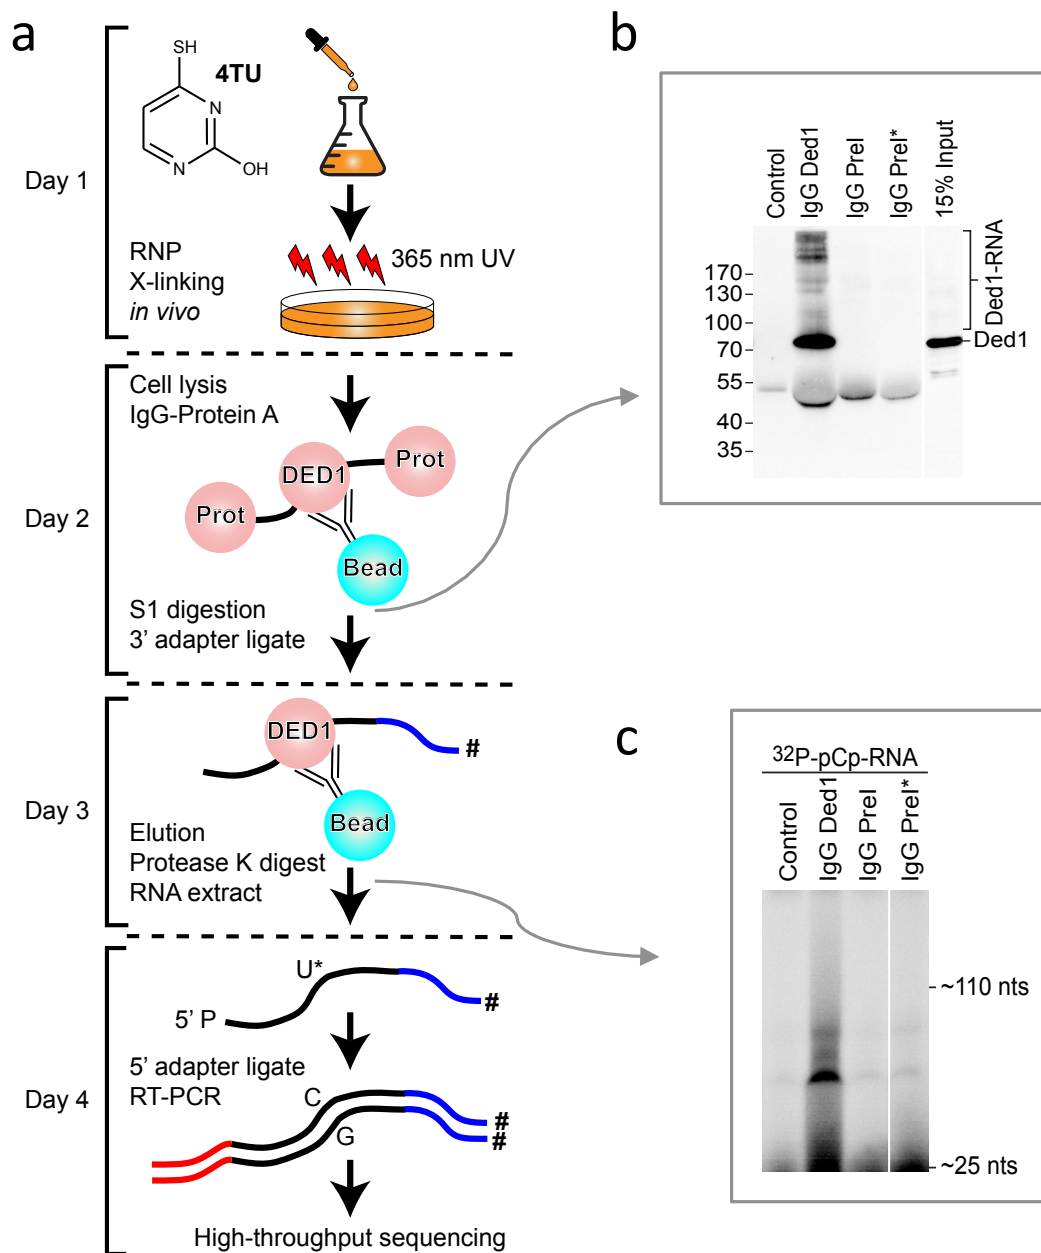 a
Day 1
SH
4TU
N
N
OH
RNP
X-linking
in vivo
365 nm UV
Day 2
Cell lysis
IgG-Protein A
DED1
Prot
Prot
Bead
S1 digestion
3’ adapter ligate
Day 3
DED1
#
Bead
Elution
Protease K digest
RNA extract
Day 4
U*
#
5’ P
5’ adapter ligate
RT-PCR
C
G
#
#
High-throughput sequencing
b
Control
IgG Ded1
IgG PreI
IgG PreI*
15% Input
170
130
100
70
55
40
35
Ded1-RNA
Ded1
c
32P-pCp-RNA
Control
IgG Ded1
IgG PreI
IgG PreI*
~110 nts
~25 nts